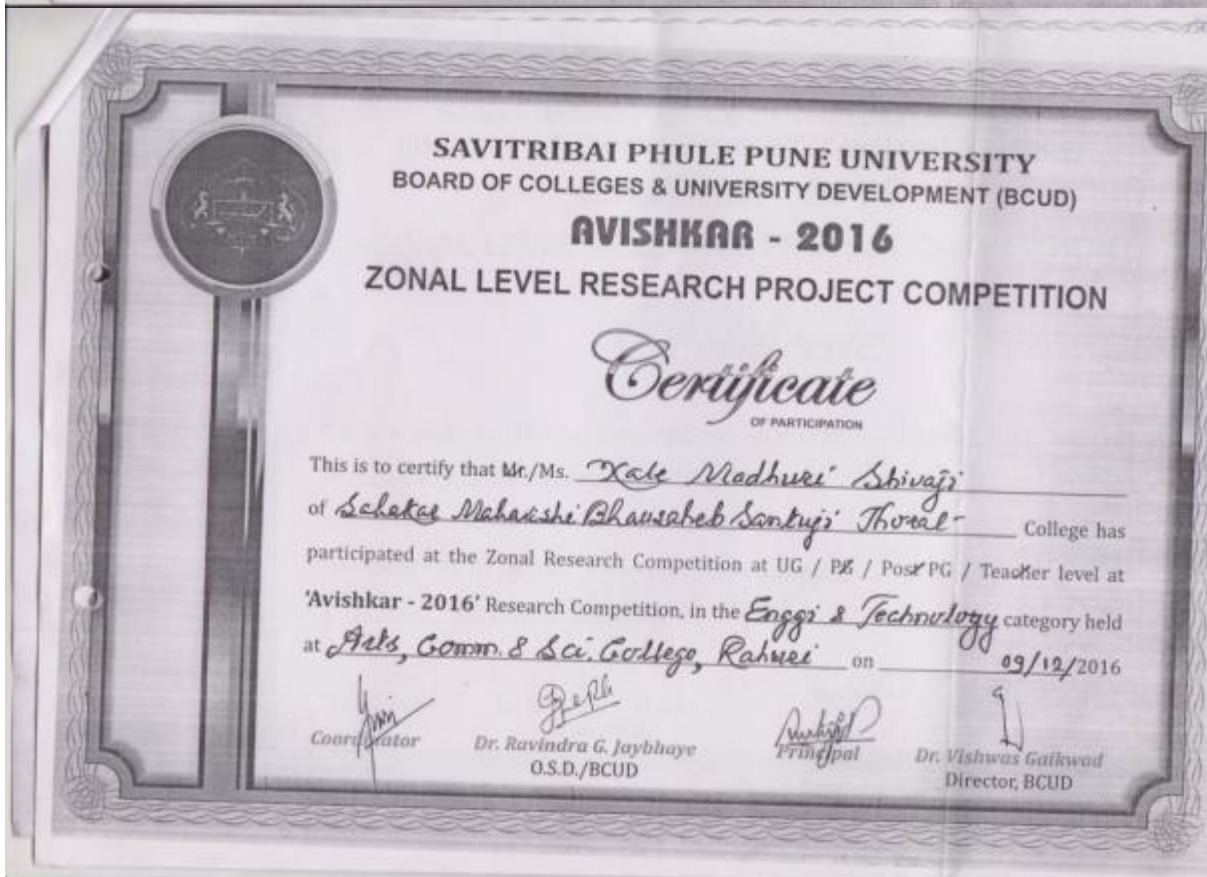 SAVITRIBAI PHULE PUNE UNIVERSITY
BOARD OF COLLEGES & UNIVERSITY DEVELOPMENT (BCUD)
AVISHKAR - 2016
ZONAL LEVEL RESEARCH PROJECT COMPETITION
Certificate
OF PARTICIPATION
This is to certify that Mr./Ms. Kale Madhuri Shivaji
of Sahakar Maharshi Bhausaheb Santuji Thorat College has
participated at the Zonal Research Competition at UG / PG / Post PG / Teacher level at
'Avishkar - 2016' Research Competition, in the Engg. & Technology category held
at Arts, Comm. & Sci. College, Rahuri on 09/12/2016
Coordinator
Dr. Ravindra G. Jaybhaye
O.S.D./BCUD
Principal
Dr. Vishwas Gaikwad
Director, BCUD